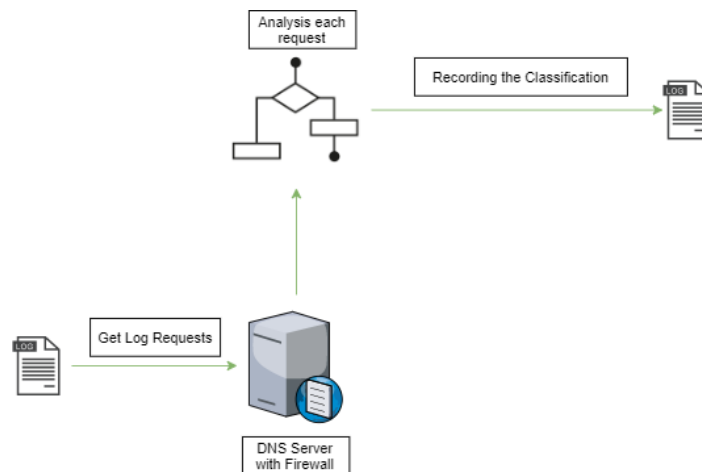 Analysis each
request
Recording the Classification
LOG
Get Log Requests
LOG
DNS Server
with Firewall